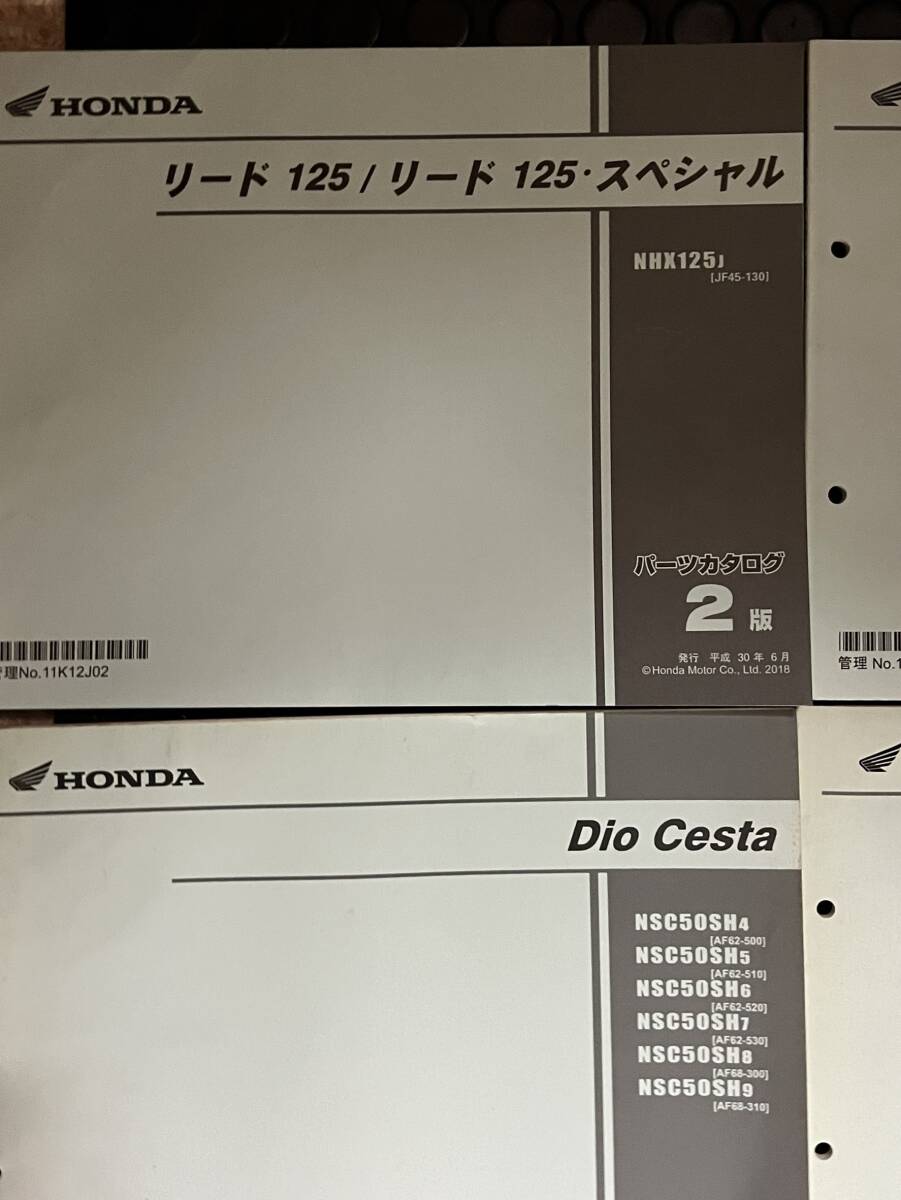 HONDA
リード 125 / リード 125・スペシャル
NHX125J
[JF45-130]
パーツカタログ
2 版
発行 平成 30 年 6 月
©Honda Motor Co., Ltd. 2018
管理No.11K12J02
管理 No.1
HONDA
Dio Cesta
NSC50SH4
[AF62-500]
NSC50SH5
[AF62-510]
NSC50SH6
[AF62-520]
NSC50SH7
[AF62-530]
NSC50SH8
[AF68-300]
NSC50SH9
[AF68-310]